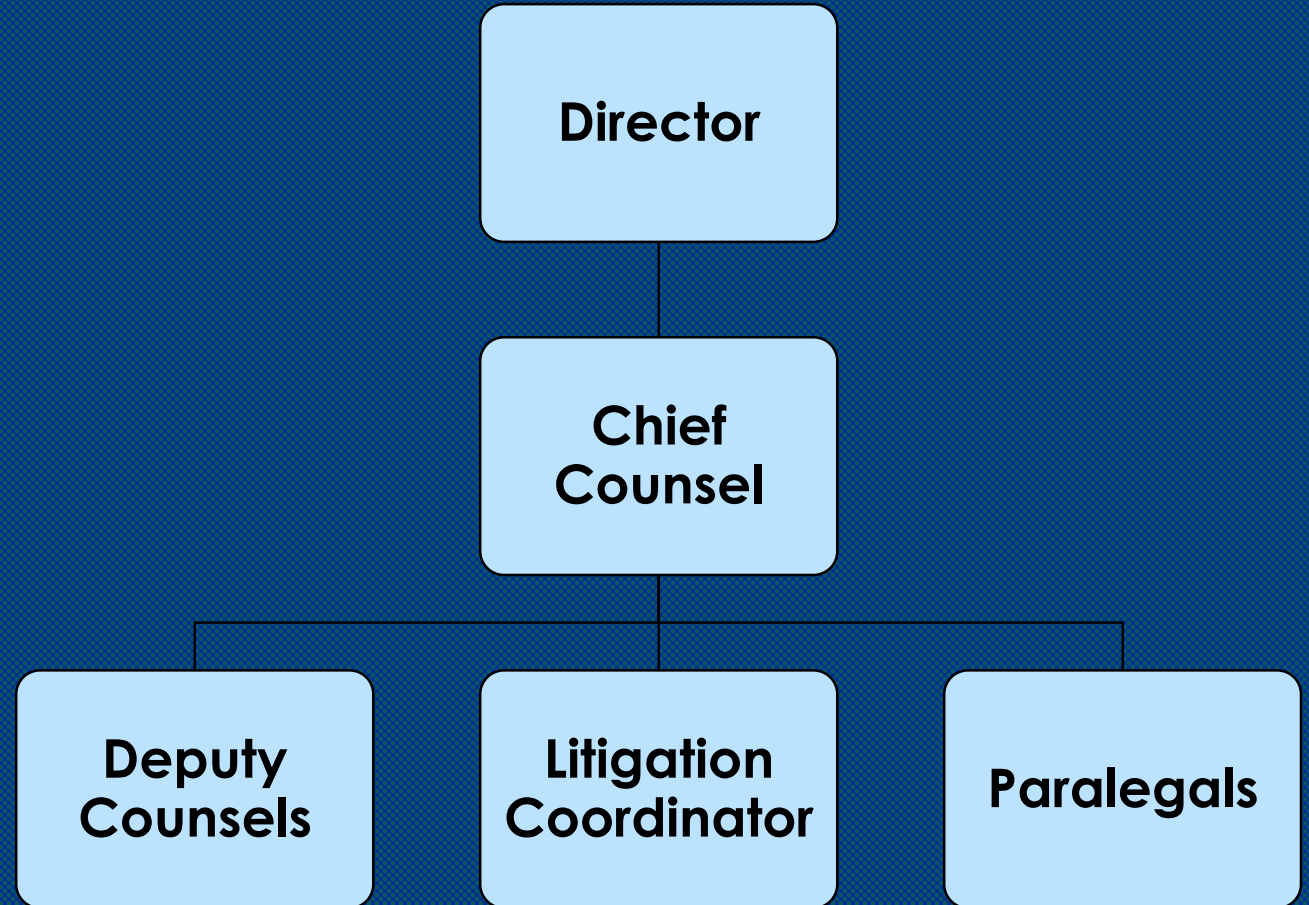 Director
Chief
Counsel
Deputy
Counsels
Litigation
Coordinator
Paralegals